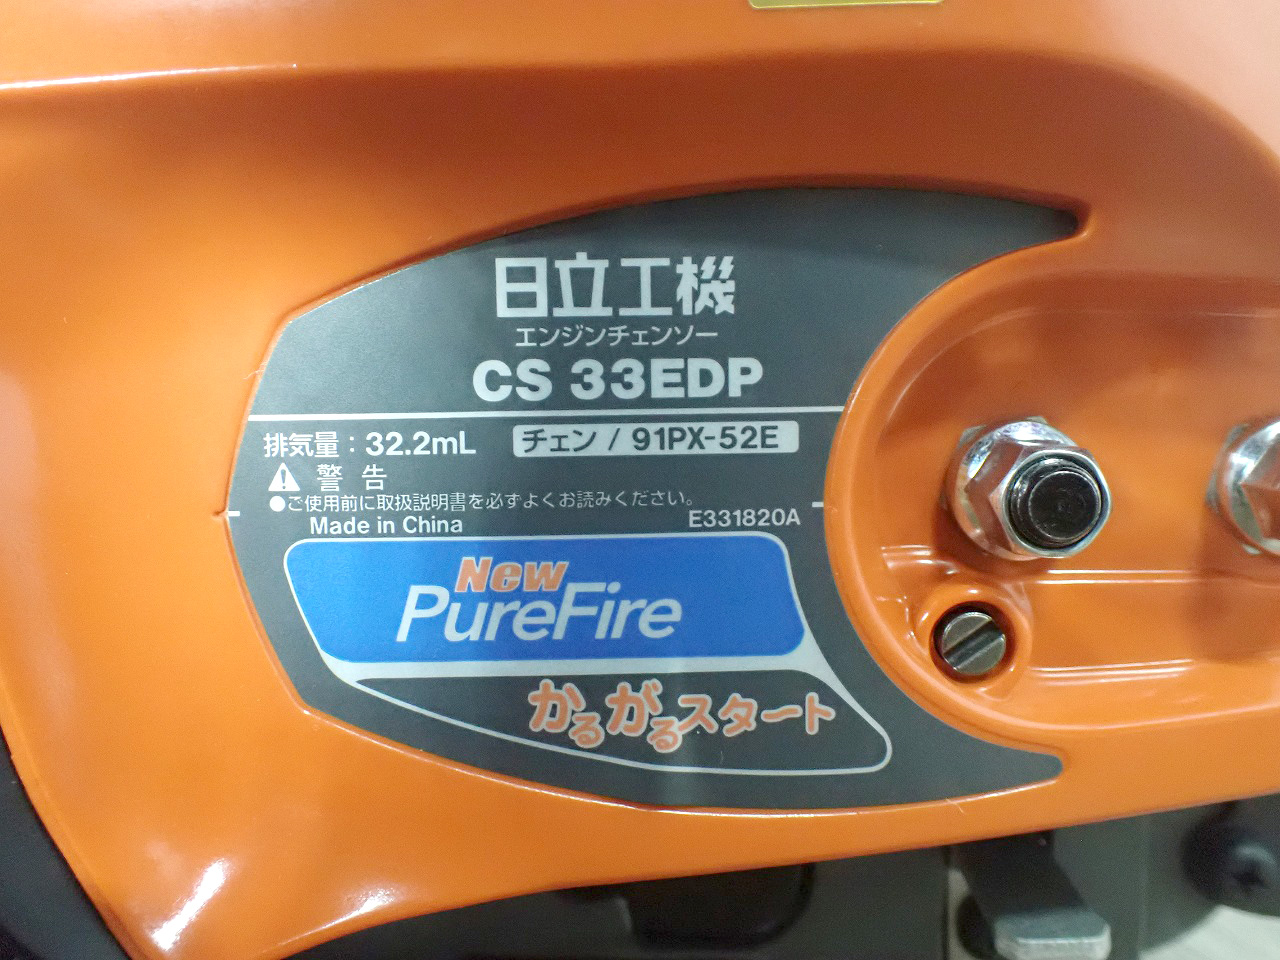 日立工機
エンジンチェンソー
CS 33EDP
排気量：32.2mL チェン / 91PX-52E
警告
●ご使用前に取扱説明書を必ずよくお読みください。
Made in China E331820A
New
PureFire
かるがるスタート